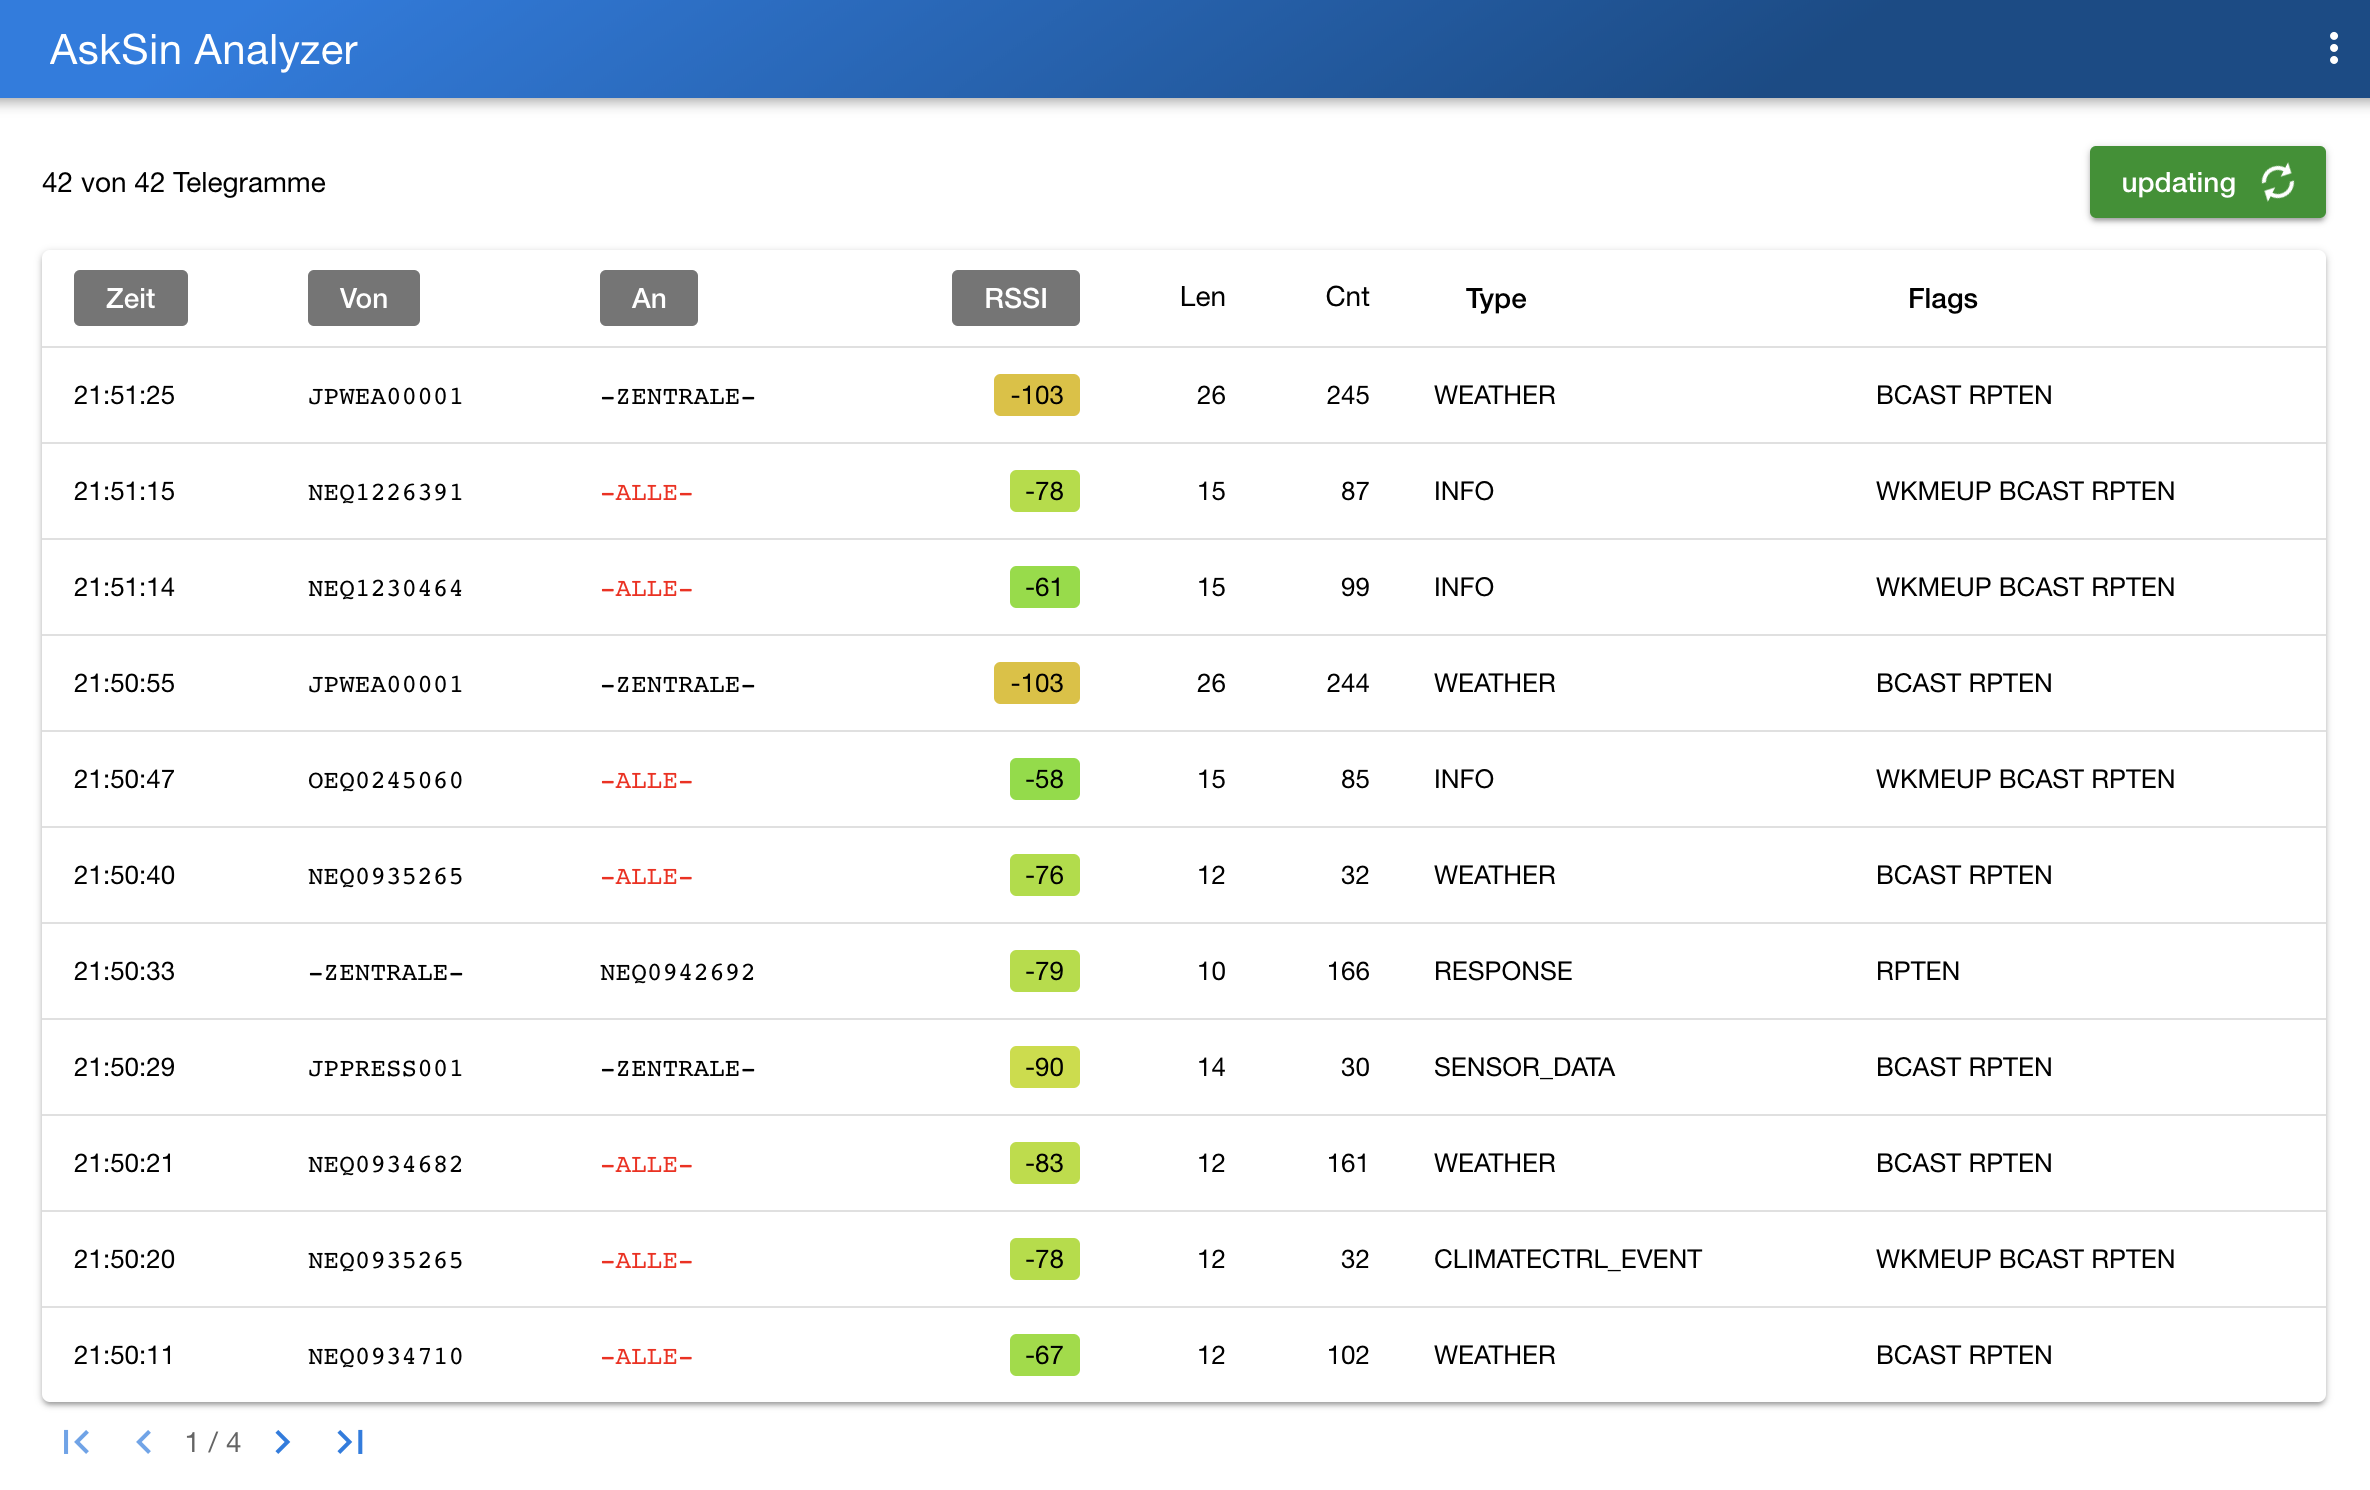 AskSin Analyzer
42 von 42 Telegramme
updating
Zeit Von An RSSI Len Cnt Type Flags
21:51:25 JPWEA00001 -ZENTRALE- -103 26 245 WEATHER BCAST RPTEN
21:51:15 NEQ1226391 -ALLE- -78 15 87 INFO WKMEUP BCAST RPTEN
21:51:14 NEQ1230464 -ALLE- -61 15 99 INFO WKMEUP BCAST RPTEN
21:50:55 JPWEA00001 -ZENTRALE- -103 26 244 WEATHER BCAST RPTEN
21:50:47 OEQ0245060 -ALLE- -58 15 85 INFO WKMEUP BCAST RPTEN
21:50:40 NEQ0935265 -ALLE- -76 12 32 WEATHER BCAST RPTEN
21:50:33 -ZENTRALE- NEQ0942692 -79 10 166 RESPONSE RPTEN
21:50:29 JPPRESS001 -ZENTRALE- -90 14 30 SENSOR_DATA BCAST RPTEN
21:50:21 NEQ0934682 -ALLE- -83 12 161 WEATHER BCAST RPTEN
21:50:20 NEQ0935265 -ALLE- -78 12 32 CLIMATECTRL_EVENT WKMEUP BCAST RPTEN
21:50:11 NEQ0934710 -ALLE- -67 12 102 WEATHER BCAST RPTEN
1 / 4